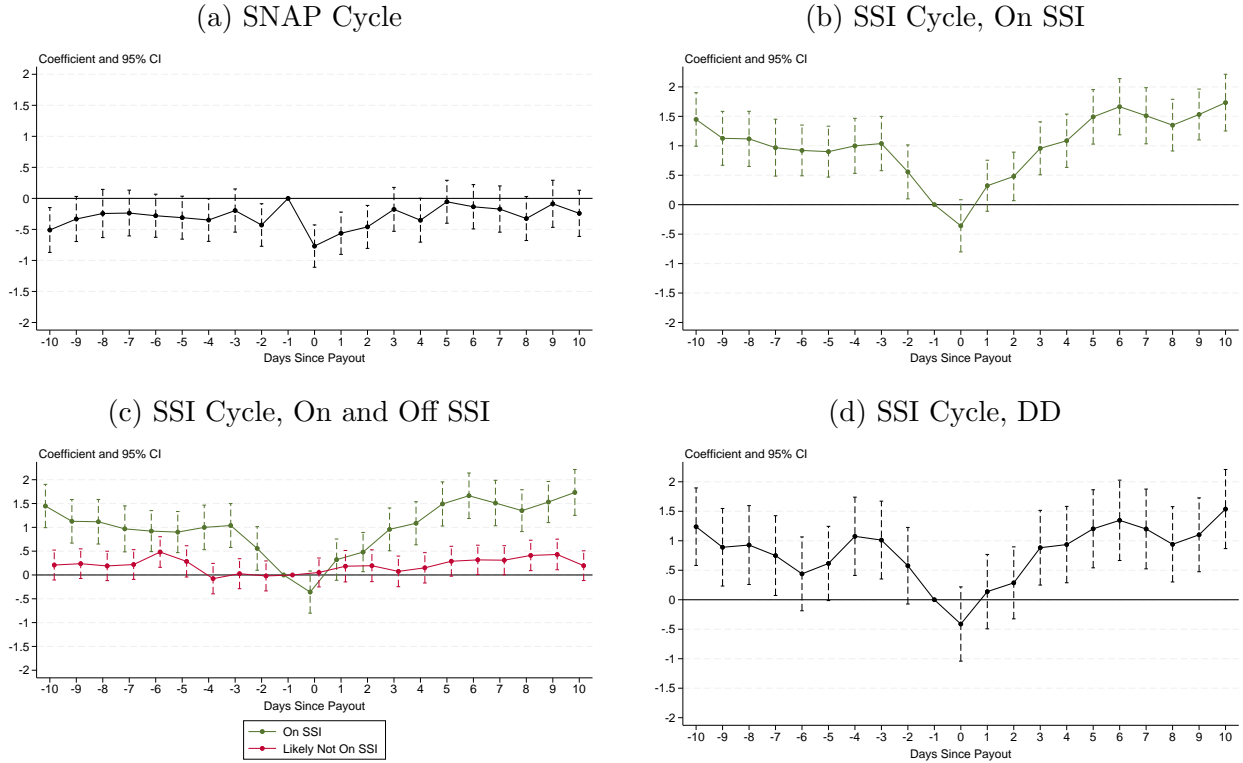 (a) SNAP Cycle
Coefficient and 95% CI
2
1.5
1
.5
0
-.5
-1
-1.5
-2
-10 -9 -8 -7 -6 -5 -4 -3 -2 -1 0 1 2 3 4 5 6 7 8 9 10
Days Since Payout
(b) SSI Cycle, On SSI
Coefficient and 95% CI
2
1.5
1
.5
0
-.5
-1
-1.5
-2
-10 -9 -8 -7 -6 -5 -4 -3 -2 -1 0 1 2 3 4 5 6 7 8 9 10
Days Since Payout
(c) SSI Cycle, On and Off SSI
Coefficient and 95% CI
2
1.5
1
.5
0
-.5
-1
-1.5
-2
-10 -9 -8 -7 -6 -5 -4 -3 -2 -1 0 1 2 3 4 5 6 7 8 9 10
Days Since Payout
On SSI
Likely Not On SSI
(d) SSI Cycle, DD
Coefficient and 95% CI
2
1.5
1
.5
0
-.5
-1
-1.5
-2
-10 -9 -8 -7 -6 -5 -4 -3 -2 -1 0 1 2 3 4 5 6 7 8 9 10
Days Since Payout